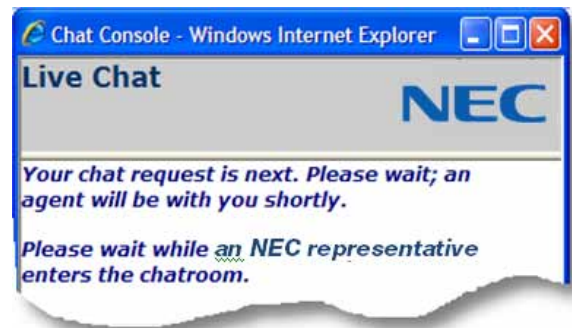 Chat Console - Windows Internet Explorer
Live Chat
NEC
Your chat request is next. Please wait; an
agent will be with you shortly.
Please wait while an NEC representative
enters the chatroom.